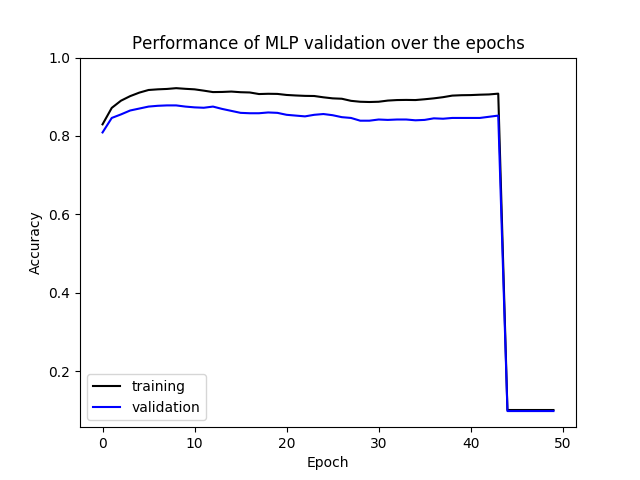 Performance of MLP validation over the epochs
1.0
0.8
0.6
0.4
0.2
Accuracy
training
validation
0 10 20 30 40 50
Epoch